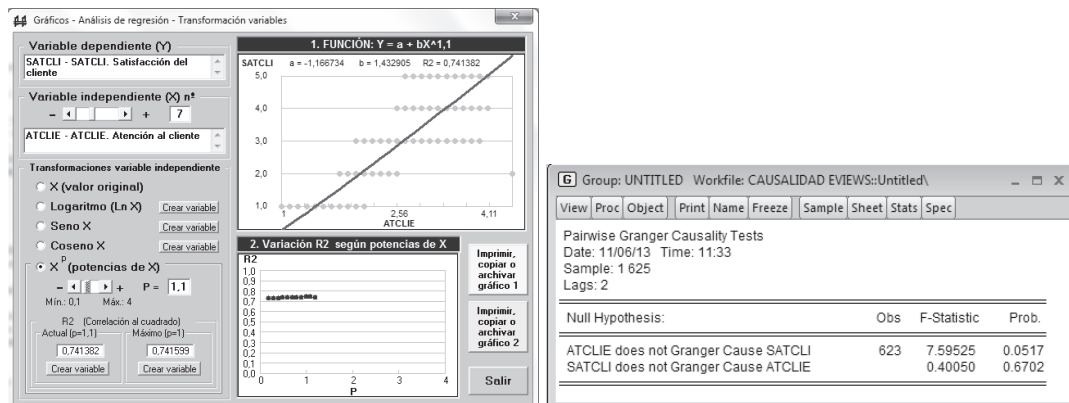 Gráficos - Análisis de regresión - Transformación variables
Variable dependiente (Y)
SATCLI - SATCLI. Satisfacción del
cliente
Variable independiente (X) nº
- + 7
ATCLIE - ATCLIE. Atención al cliente
Transformaciones variable independiente
X (valor original)
Logaritmo (Ln X) Crear variable
Seno X Crear variable
Coseno X Crear variable
X^p (potencias de X)
- + P = 1,1
Mín.: 0,1 Máx.: 4
R2 (Correlación al cuadrado)
Actual (p=1,1) Máximo (p=1)
0,741382 0,741599
Crear variable Crear variable
1. FUNCIÓN: Y = a + bX^1,1
SATCLI a = -1,166734 b = 1,432905 R2 = 0,741382
5,0
4,0
3,0
2,0
1,0
1 2,56 4,11
ATCLIE
2. Variación R2 según potencias de X
R2
1,0
0,9
0,8
0,7
0,6
0,5
0,4
0,3
0,2
0,1
0,0
0 1 2 3 4
P
Imprimir,
copiar o
archivar
gráfico 1
Imprimir,
copiar o
archivar
gráfico 2
Salir
G Group: UNTITLED Workfile: CAUSALIDAD EVIEWS::Untitled\
View Proc Object Print Name Freeze Sample Sheet Stats Spec
Pairwise Granger Causality Tests
Date: 11/06/13 Time: 11:33
Sample: 1 625
Lags: 2
Null Hypothesis: Obs F-Statistic Prob.
ATCLIE does not Granger Cause SATCLI 623 7.59525 0.0517
SATCLI does not Granger Cause ATCLIE 0.40050 0.6702